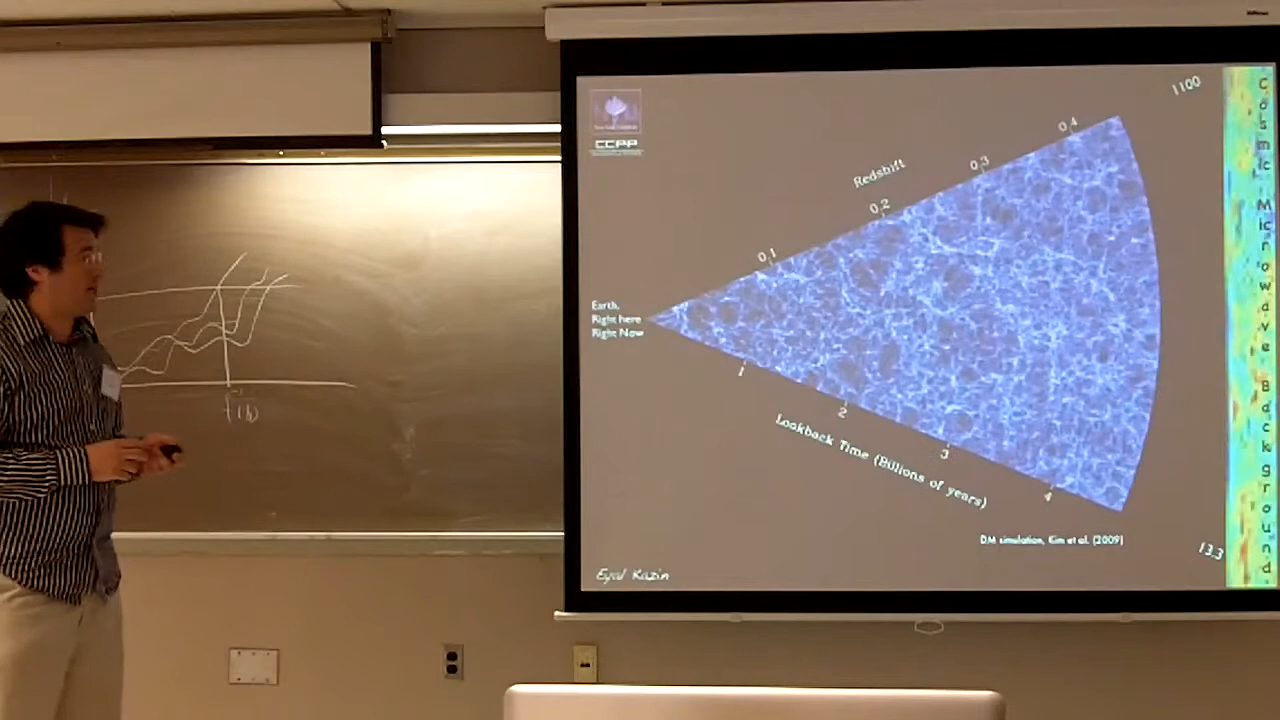 CCPP
1100
Redshift
0.1
0.2
0.3
0.4
Earth,
Right here
Right Now
1
2
3
4
Lookback Time (Billions of years)
DM simulation, Kim et al. (2009)
13.3
Eyal Kazin
Cosmic Microwave Background